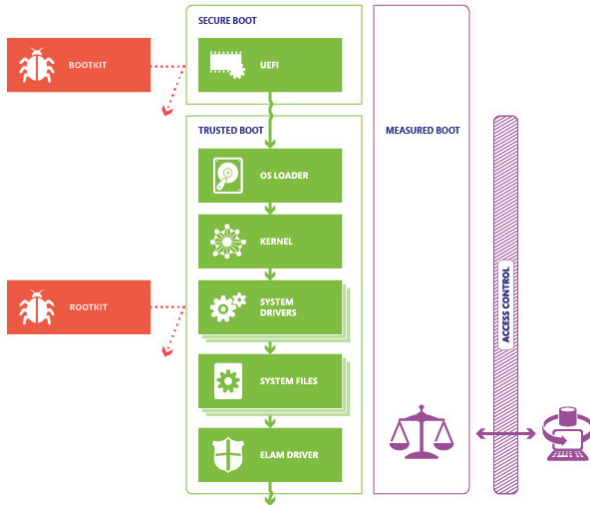 SECURE BOOT
BOOTKIT
UEFI
TRUSTED BOOT
MEASURED BOOT
OS LOADER
KERNEL
ROOTKIT
SYSTEM
DRIVERS
ACCESS CONTROL
SYSTEM FILES
ELAM DRIVER